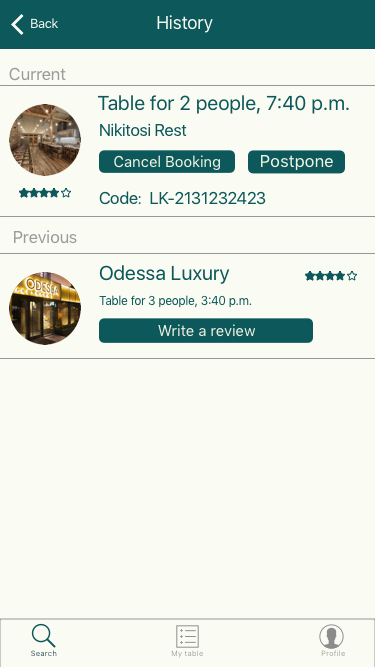 Back
History
Current
Table for 2 people, 7:40 p.m.
Nikitosi Rest
Cancel Booking
Postpone
Code: LK-2131232423
Previous
ODESSA
Odessa Luxury
Table for 3 people, 3:40 p.m.
Write a review
Search
My table
Profile